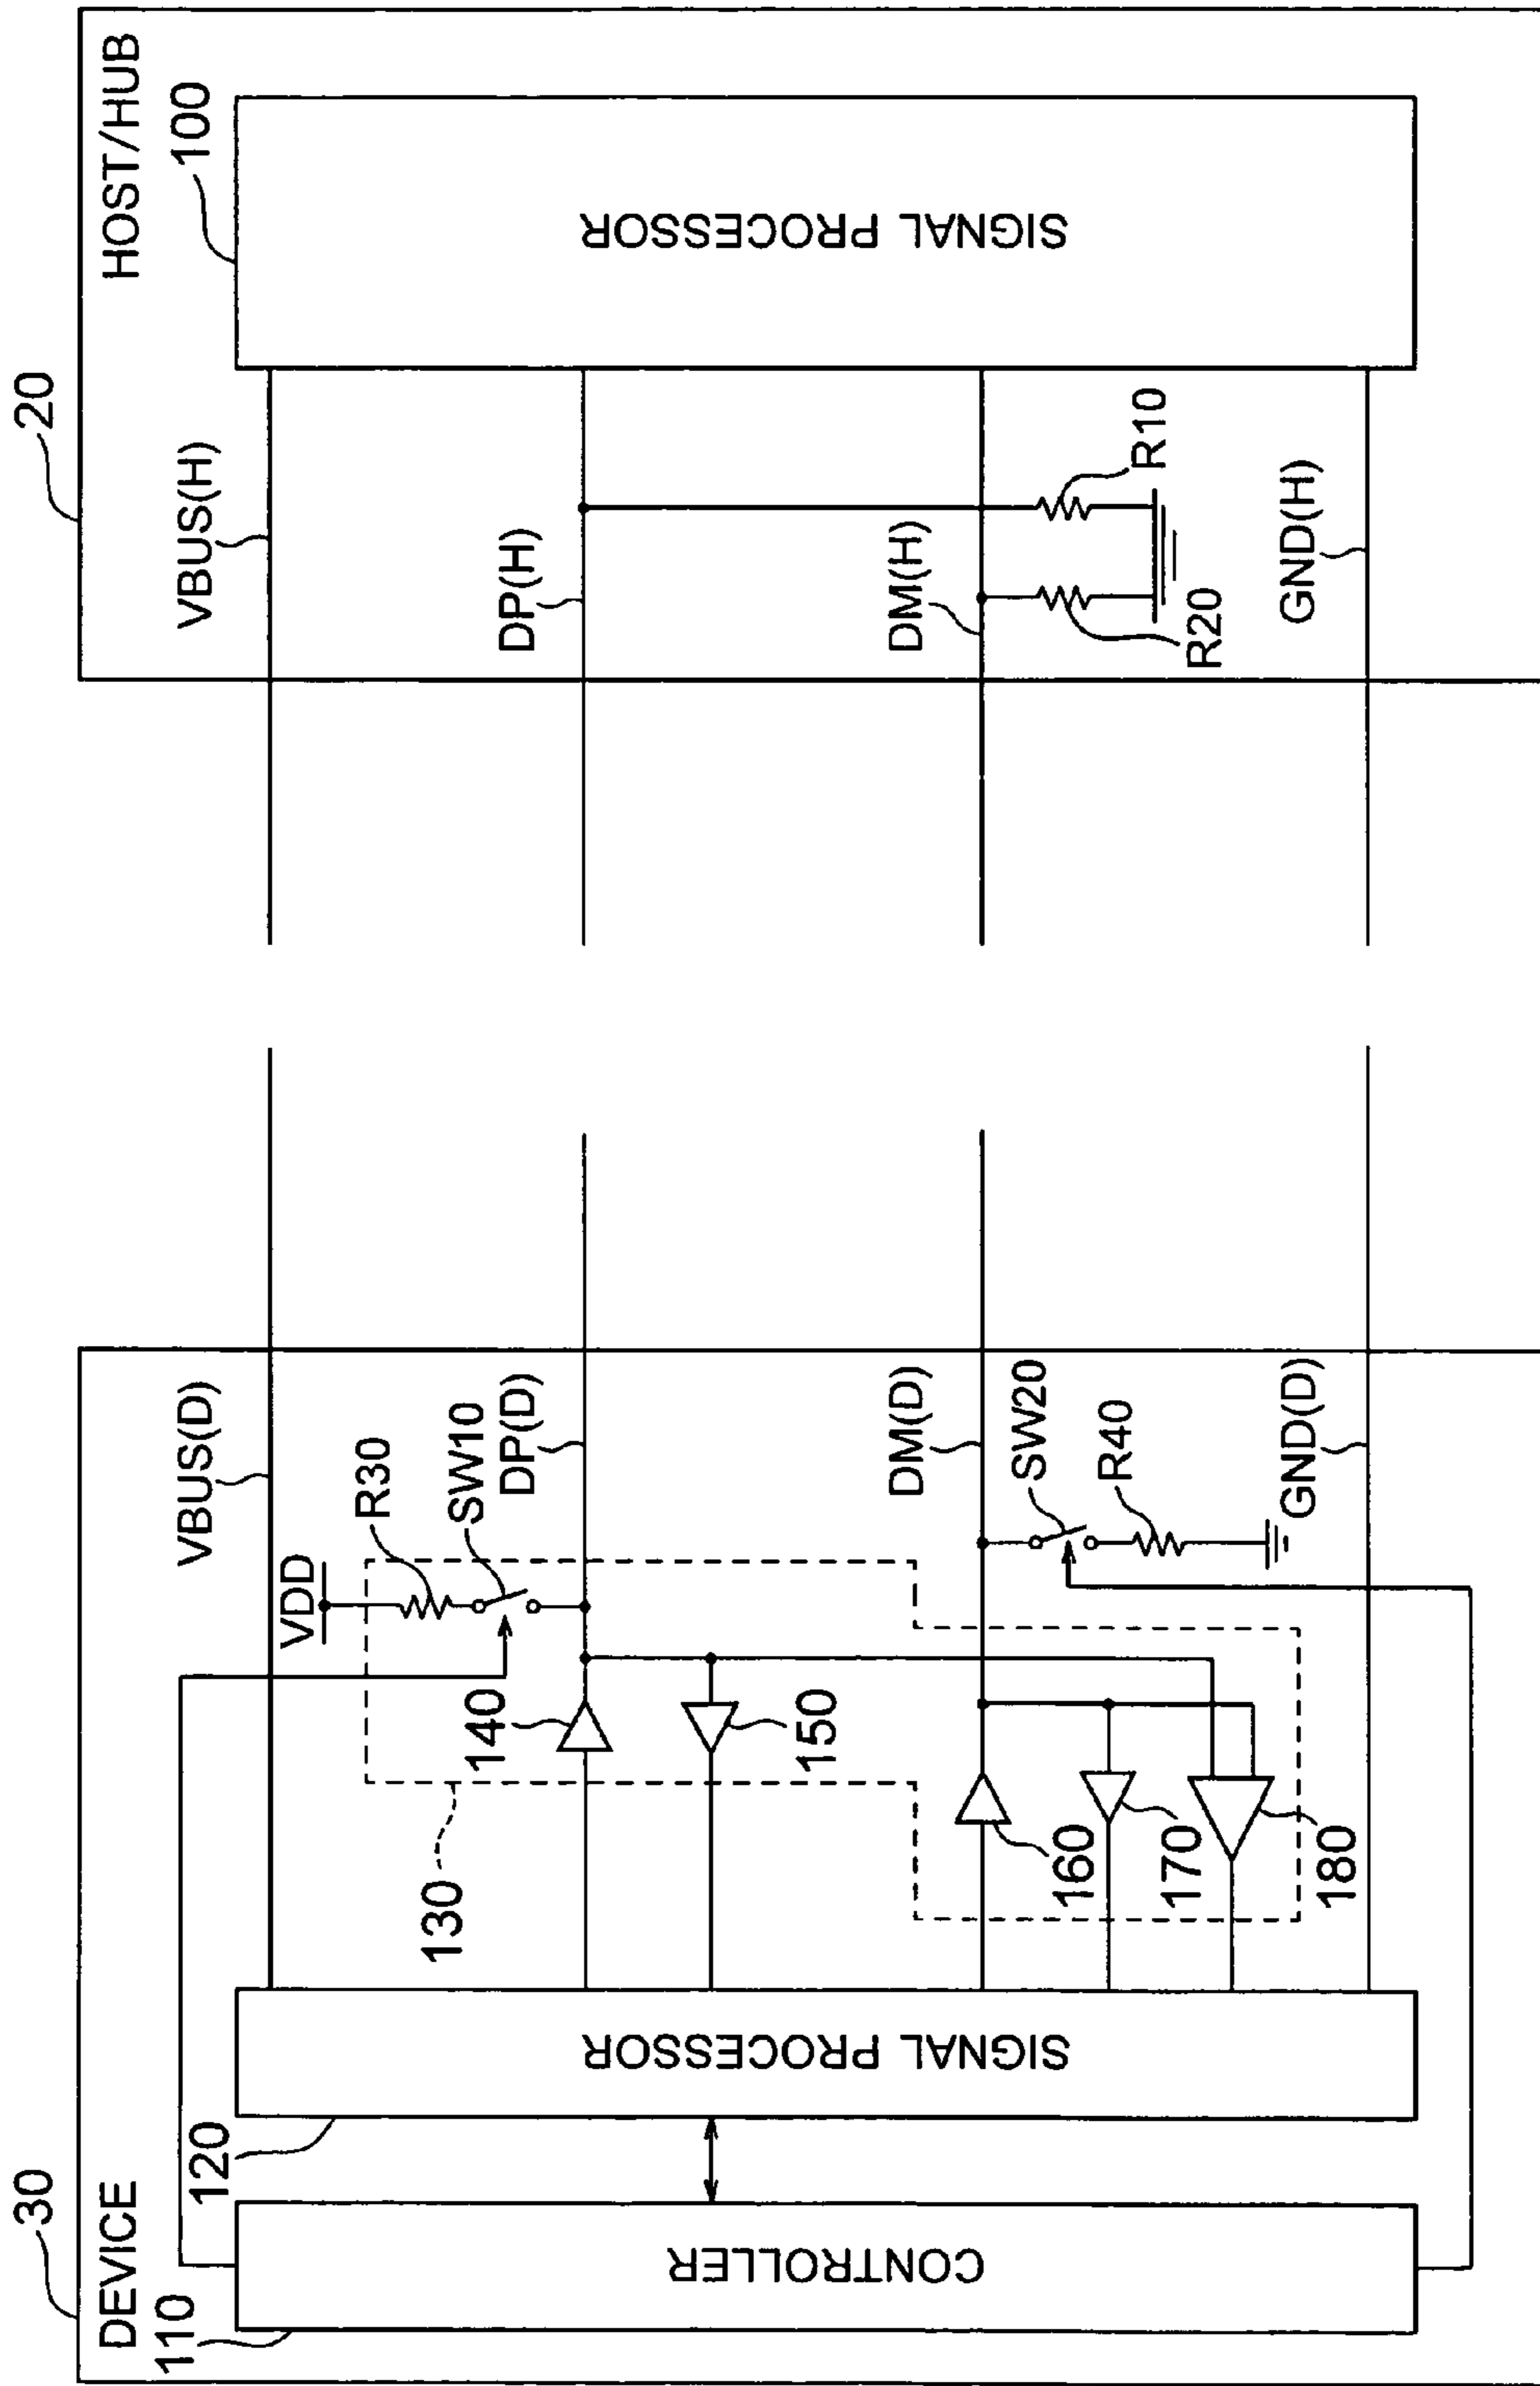 20
HOST/HUB
100
SIGNAL PROCESSOR
VBUS(H)
DP(H)
DM(H)
R10
R20
GND(H)
30
DEVICE
110
CONTROLLER
120
SIGNAL PROCESSOR
130
VBUS(D)
VDD
R30
SW10
DP(D)
140
150
DM(D)
SW20
R40
160
170
180
GND(D)